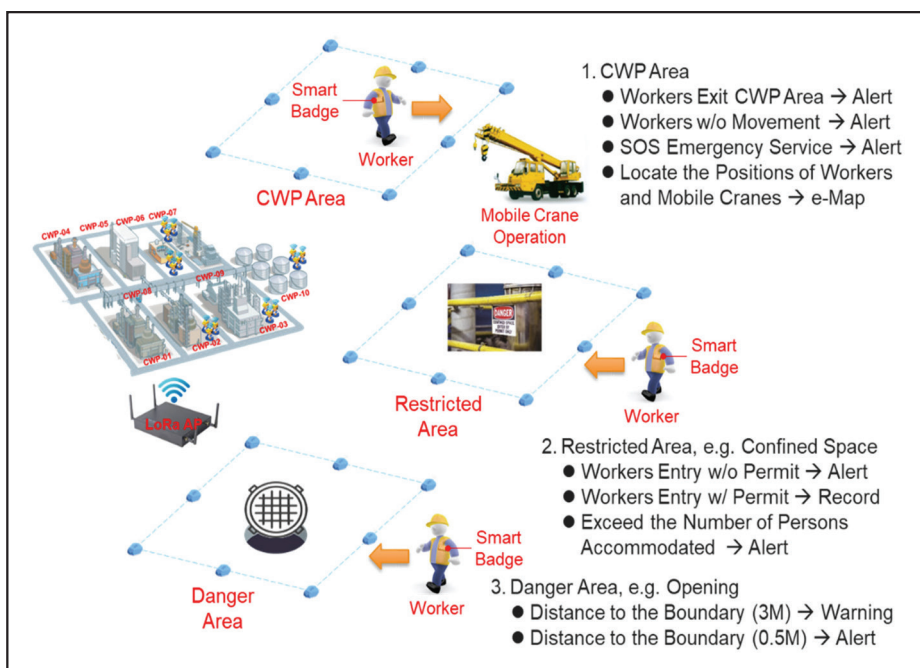 1. CWP Area
● Workers Exit CWP Area → Alert
● Workers w/o Movement → Alert
● SOS Emergency Service → Alert
● Locate the Positions of Workers
and Mobile Cranes → e-Map
Smart
Badge
Worker
CWP Area
Mobile Crane
Operation
CWP-04
CWP-05
CWP-06
CWP-07
CWP-08
CWP-09
CWP-10
CWP-01
CWP-02
CWP-03
LoRa AP
DANGER
Restricted
Area
Smart
Badge
Worker
2. Restricted Area, e.g. Confined Space
● Workers Entry w/o Permit → Alert
● Workers Entry w/ Permit → Record
● Exceed the Number of Persons
Accommodated → Alert
Smart
Badge
Danger
Area
Worker
3. Danger Area, e.g. Opening
● Distance to the Boundary (3M) → Warning
● Distance to the Boundary (0.5M) → Alert